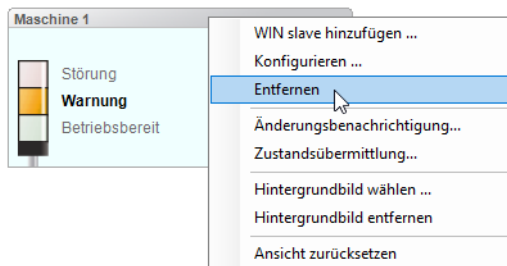 Maschine 1
Störung
Warnung
Betriebsbereit
WIN slave hinzufügen ...
Konfigurieren ...
Entfernen
Änderungsbenachrichtigung...
Zustandsübermittlung...
Hintergrundbild wählen ...
Hintergrundbild entfernen
Ansicht zurücksetzen